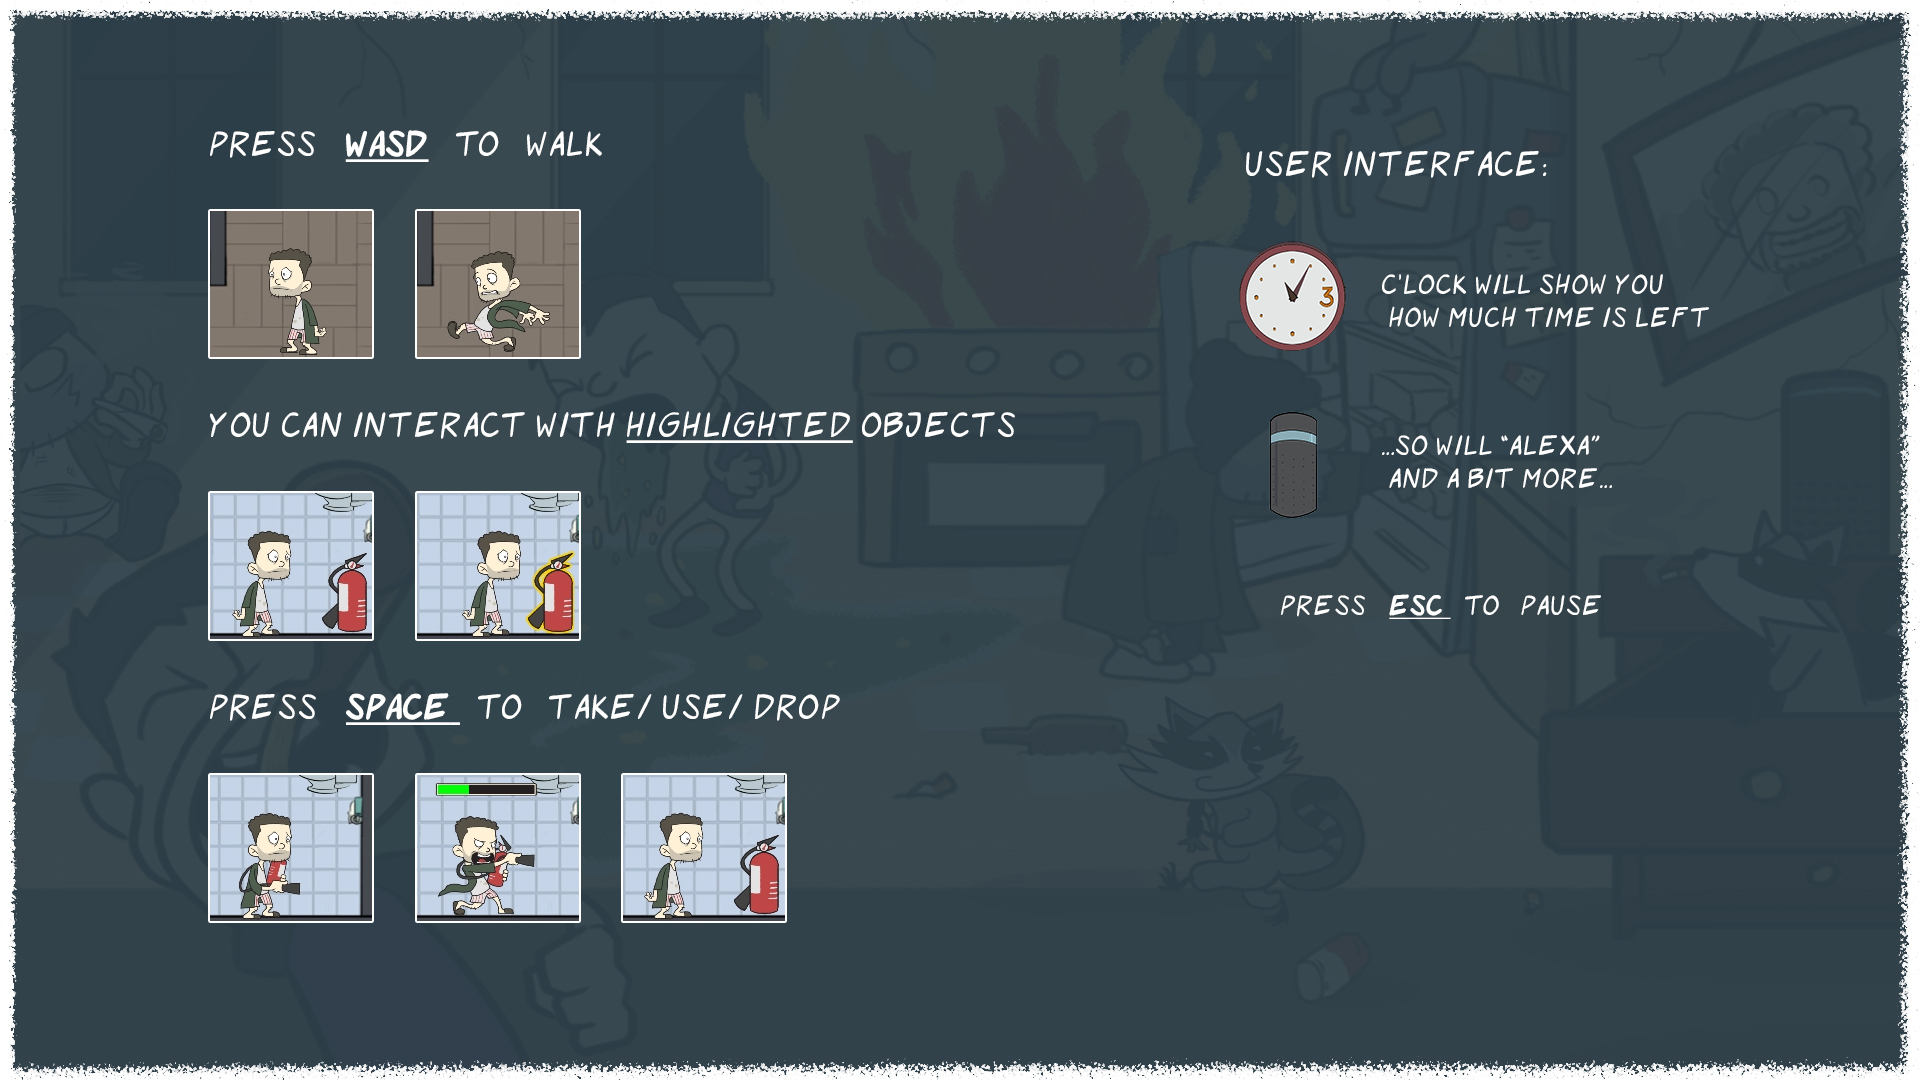 PRESS WASD TO WALK
YOU CAN INTERACT WITH HIGHLIGHTED OBJECTS
PRESS SPACE TO TAKE/USE/DROP
USER INTERFACE:
3
C'LOCK WILL SHOW YOU
HOW MUCH TIME IS LEFT
...SO WILL “ALEXA”
AND A BIT MORE...
PRESS ESC TO PAUSE